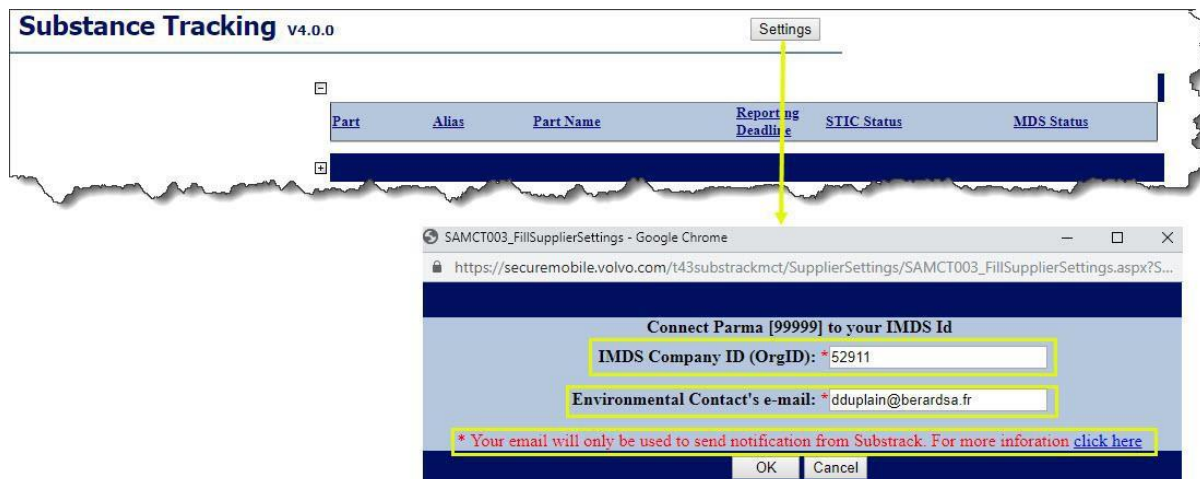 Substance Tracking V4.0.0
Settings
Part Alias Part Name Reporting Deadline STIC Status MDS Status
SAMCT003_FillSupplierSettings - Google Chrome
https://securemobile.volvo.com/t43substrackmct/SupplierSettings/SAMCT003_FillSupplierSettings.aspx?S...
Connect Parma [99999] to your IMDS Id
IMDS Company ID (OrgID): *52911
Environmental Contact's e-mail: *dduplain@berardsa.fr
* Your email will only be used to send notification from Substrack. For more inforation click here
OK Cancel